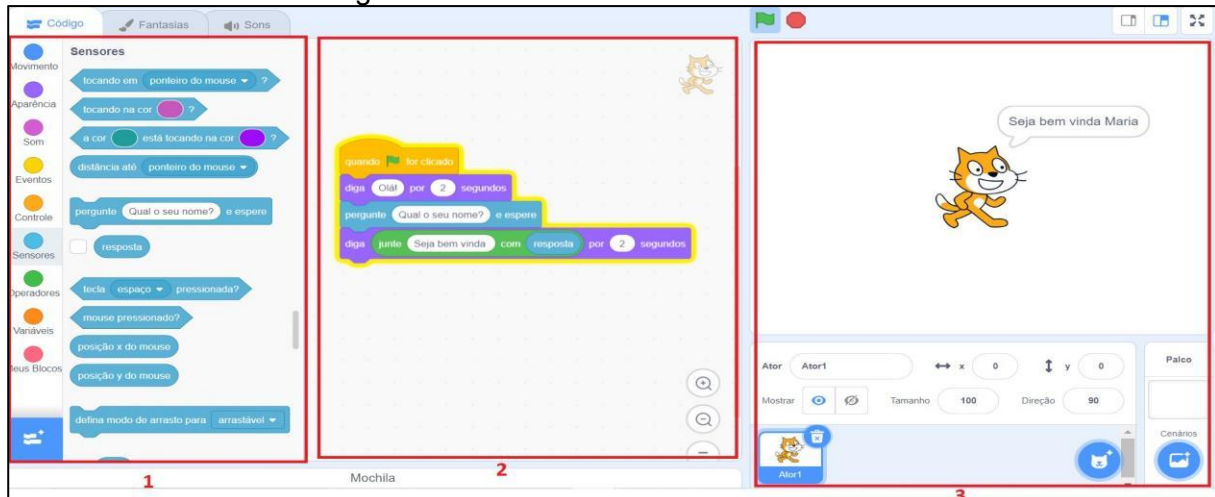 Código Fantasias Sons
Sensores
Movimento
Aparência
Som
Eventos
Controle
Sensores
Operadores
Variáveis
eus Blocos
tocando em ponteiro do mouse ?
tocando na cor ?
a cor está tocando na cor ?
distância até ponteiro do mouse
pergunte Qual o seu nome? e espere
resposta
tecla espaço pressionada?
mouse pressionado?
posição x do mouse
posição y do mouse
defina modo de arrasto para arrastável
1
quando for clicado
diga Olá! por 2 segundos
pergunte Qual o seu nome? e espere
diga junte Seja bem vinda com resposta por 2 segundos
Mochila
2
Seja bem vinda Maria
Ator Ator1 x 0 y 0
Mostrar Tamanho 100 Direção 90
Ator1
Palco
Cenários
3